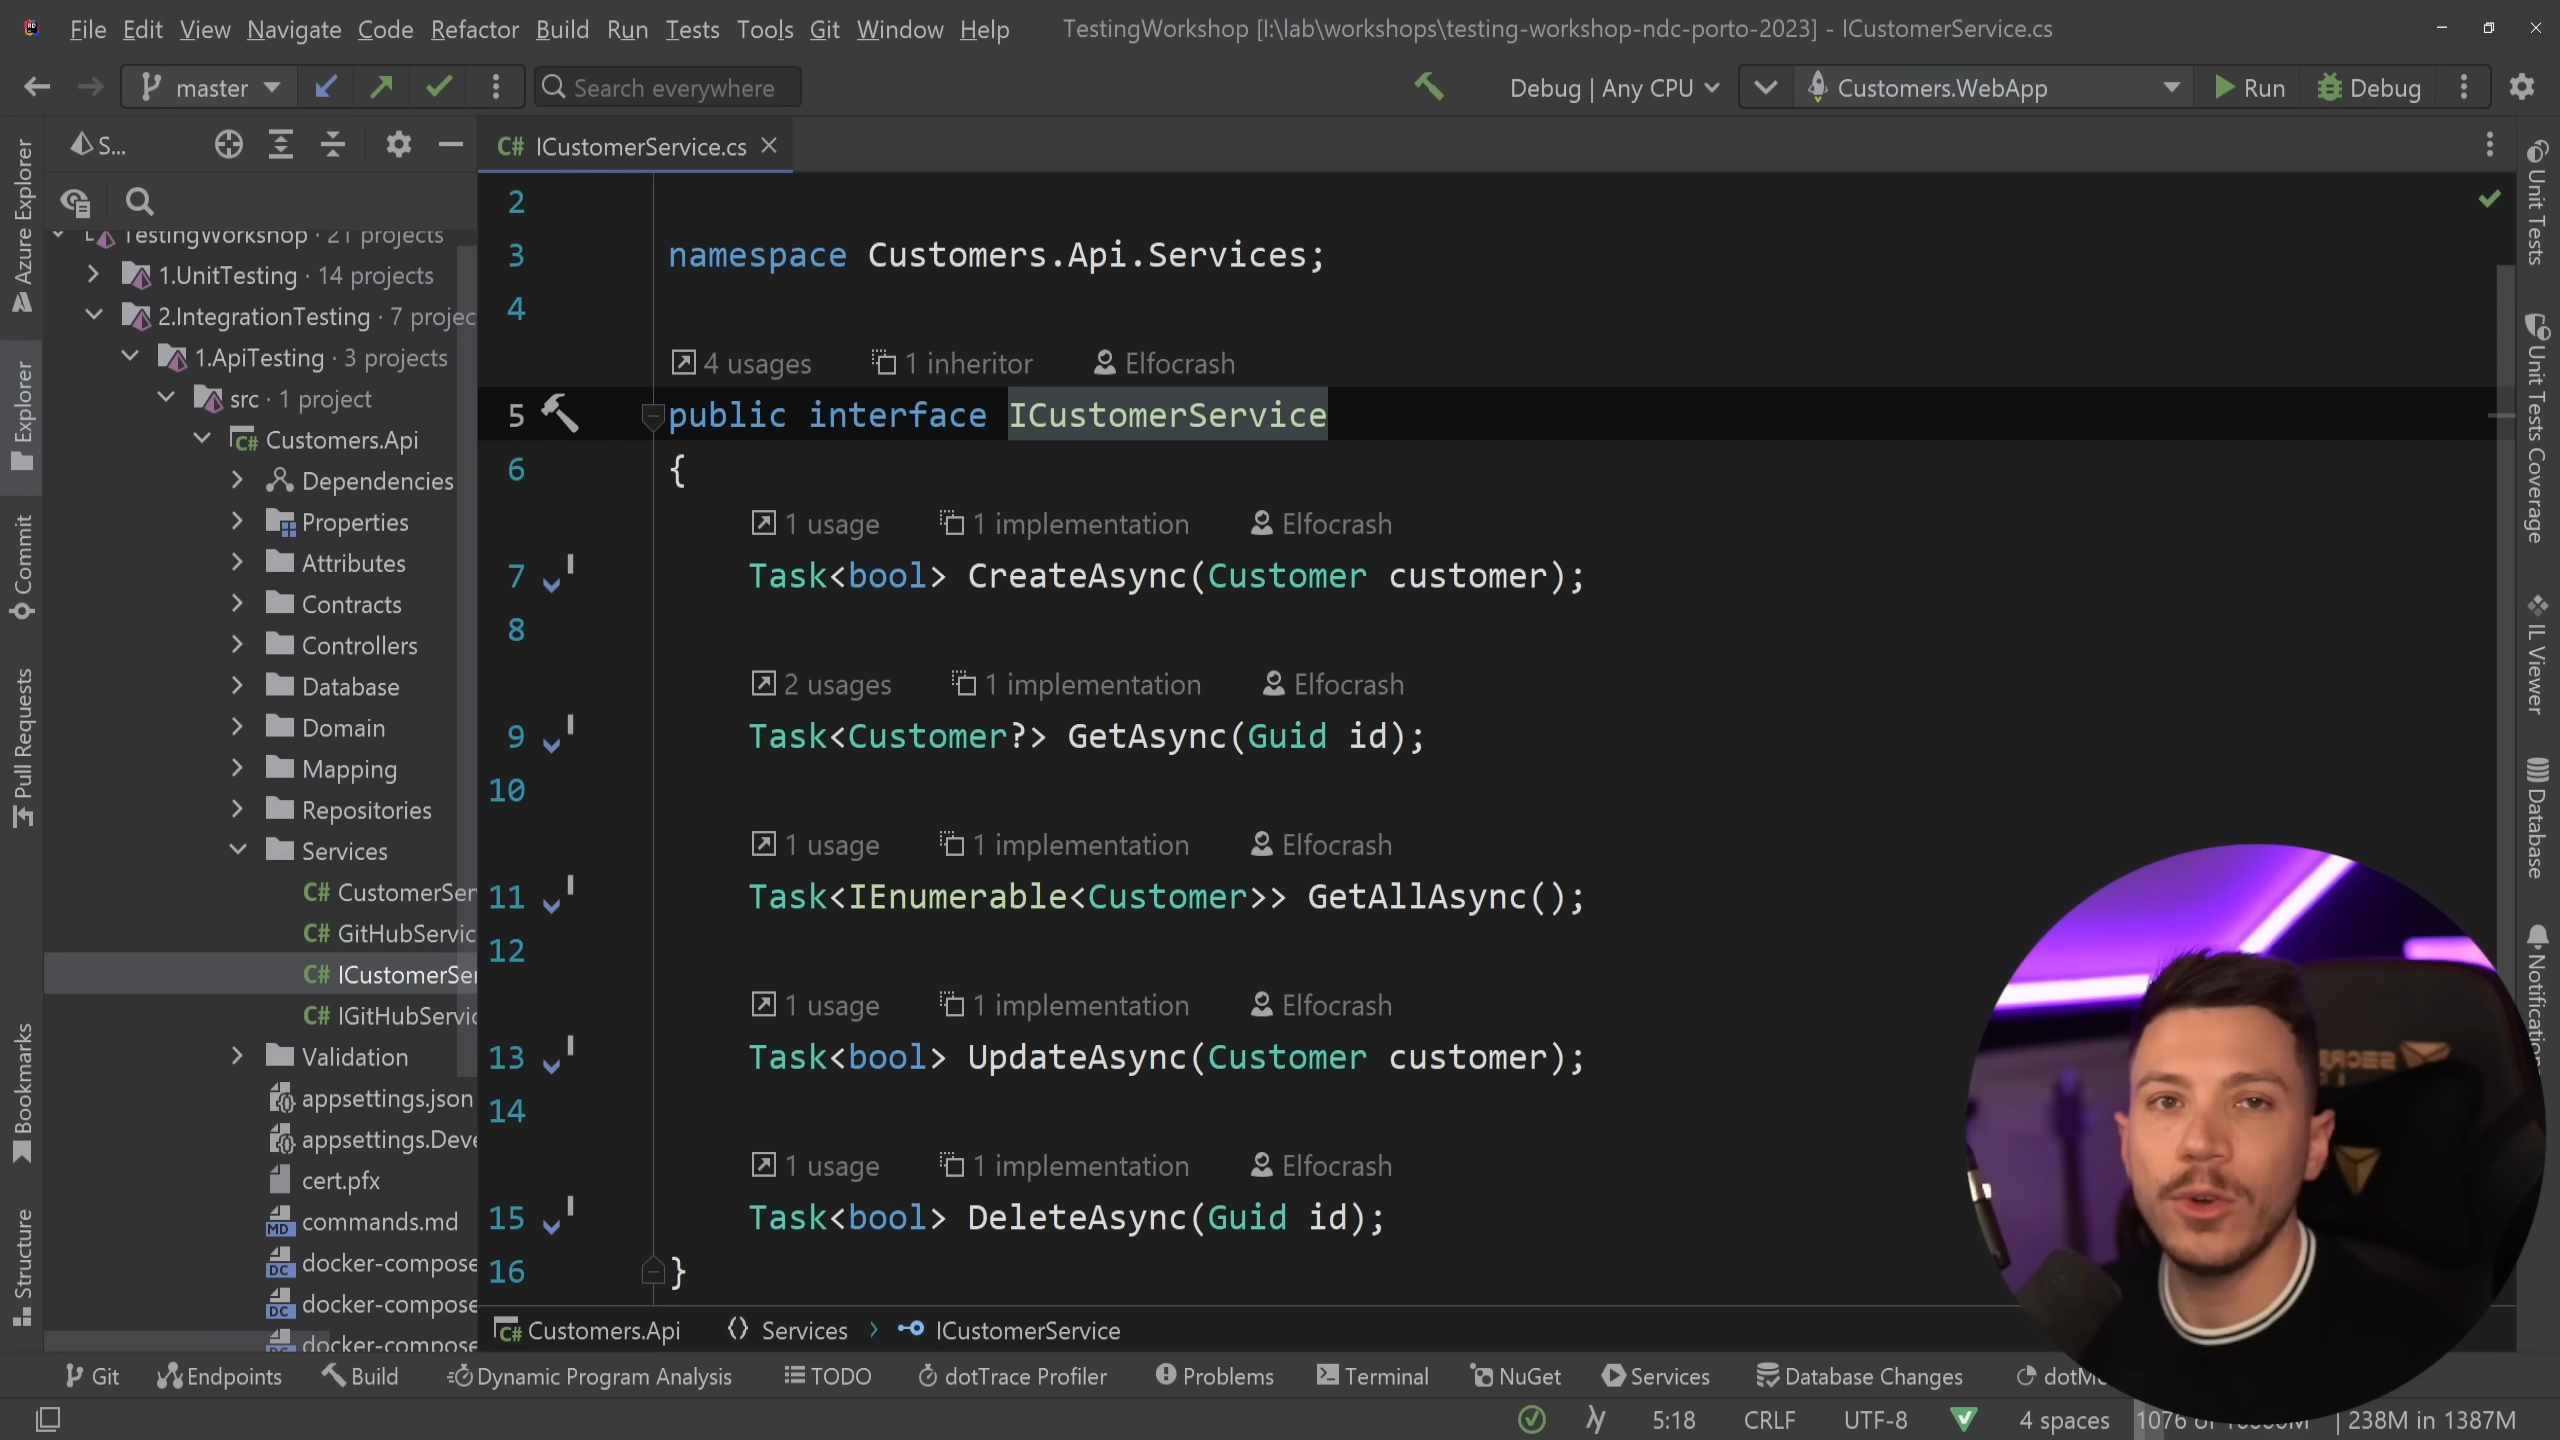 File Edit View Navigate Code Refactor Build Run Tests Tools Git Window Help TestingWorkshop [I:\lab\workshops\testing-workshop-ndc-porto-2023] - ICustomerService.cs
master Search everywhere Debug | Any CPU Customers.WebApp Run Debug
S... C# ICustomerService.cs
Azure Explorer
Explorer
Commit
Pull Requests
Bookmarks
Structure
TestingWorkshop · 21 projects
1.UnitTesting · 14 projects
2.IntegrationTesting · 7 projec
1.ApiTesting · 3 projects
src · 1 project
C# Customers.Api
Dependencies
Properties
Attributes
Contracts
Controllers
Database
Domain
Mapping
Repositories
Services
C# CustomerSer
C# GitHubServic
C# ICustomerSer
C# IGitHubServic
Validation
appsettings.json
appsettings.Deve
cert.pfx
MD commands.md
DC docker-compose
DC docker-compose
DC docker-compose
2
3 namespace Customers.Api.Services;
4
4 usages 1 inheritor Elfocrash
5 public interface ICustomerService
6 {
1 usage 1 implementation Elfocrash
7 Task<bool> CreateAsync(Customer customer);
8
2 usages 1 implementation Elfocrash
9 Task<Customer?> GetAsync(Guid id);
10
1 usage 1 implementation Elfocrash
11 Task<IEnumerable<Customer>> GetAllAsync();
12
1 usage 1 implementation Elfocrash
13 Task<bool> UpdateAsync(Customer customer);
14
1 usage 1 implementation Elfocrash
15 Task<bool> DeleteAsync(Guid id);
16 }
Unit Tests
Unit Tests Coverage
IL Viewer
Database
Notifications
C# Customers.Api Services ICustomerService
Git Endpoints Build Dynamic Program Analysis TODO dotTrace Profiler Problems Terminal NuGet Services Database Changes
5:18 CRLF UTF-8 4 spaces 1076 of 238M in 1387M